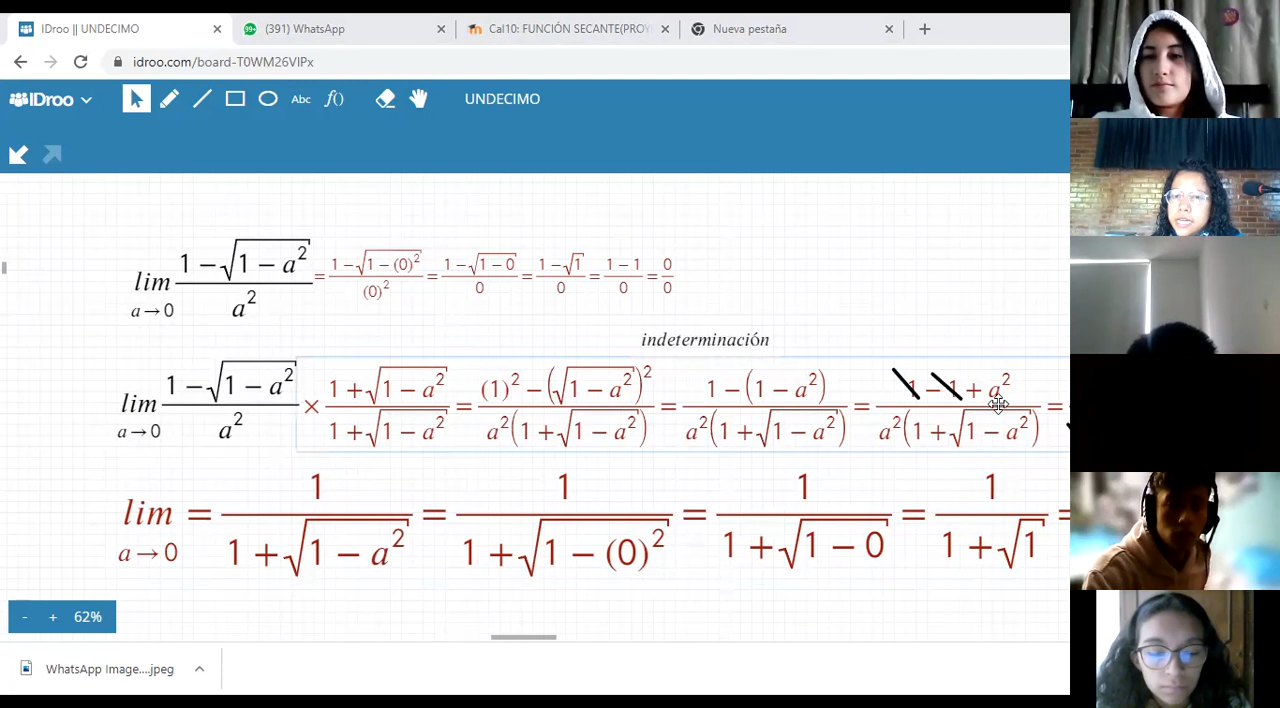 IDroo || UNDECIMO
(391) WhatsApp
Cal10: FUNCIÓN SECANTE(PROY
Nueva pestaña
idroo.com/board-T0WM26VlPx
IDroo
Abc
f()
UNDECIMO
lim a→0 (1−√(1−a²))/a² = (1−√(1−(0)²))/(0)² = (1−√(1−0))/0 = (1−√1)/0 = (1−1)/0 = 0/0
indeterminación
lim a→0 (1−√(1−a²))/a² × (1+√(1−a²))/(1+√(1−a²)) = ((1)²−(√(1−a²))²)/(a²(1+√(1−a²))) = (1−(1−a²))/(a²(1+√(1−a²))) = (1−1+a²)/(a²(1+√(1−a²))) =
lim a→0 = 1/(1+√(1−a²)) = 1/(1+√(1−(0)²)) = 1/(1+√(1−0)) = 1/(1+√1) =
- + 62%
WhatsApp Image....jpeg